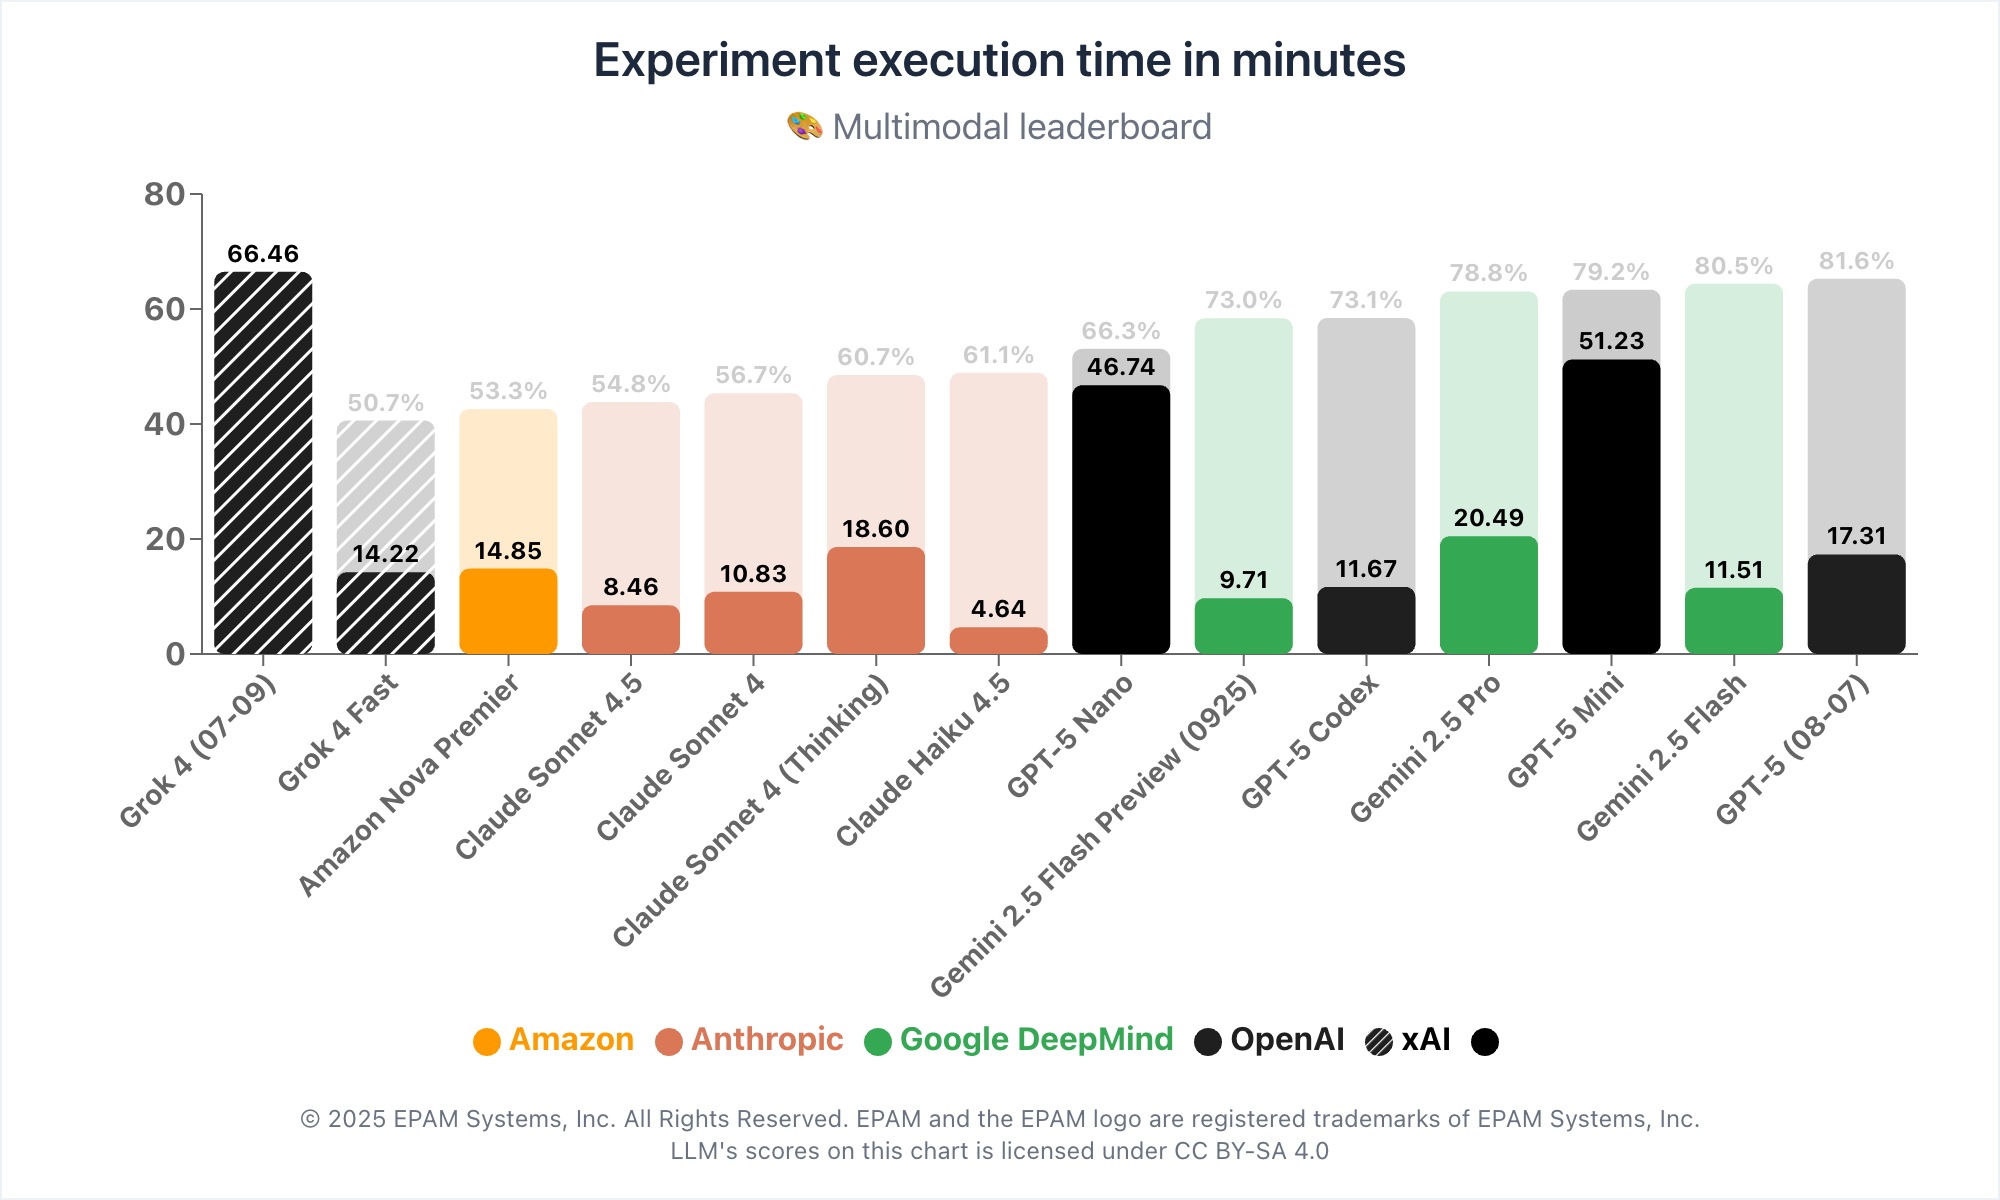 Experiment execution time in minutes
🎨 Multimodal leaderboard
80
60
40
20
0
66.46
50.7%
14.22
53.3%
14.85
54.8%
8.46
56.7%
10.83
60.7%
18.60
61.1%
4.64
66.3%
46.74
73.0%
9.71
73.1%
11.67
78.8%
20.49
79.2%
51.23
80.5%
11.51
81.6%
17.31
Grok 4 (07-09)
Grok 4 Fast
Amazon Nova Premier
Claude Sonnet 4.5
Claude Sonnet 4
Claude Sonnet 4 (Thinking)
Claude Haiku 4.5
GPT-5 Nano
Gemini 2.5 Flash Preview (0925)
GPT-5 Codex
Gemini 2.5 Pro
GPT-5 Mini
Gemini 2.5 Flash
GPT-5 (08-07)
Amazon Anthropic Google DeepMind OpenAI xAI
© 2025 EPAM Systems, Inc. All Rights Reserved. EPAM and the EPAM logo are registered trademarks of EPAM Systems, Inc.
LLM's scores on this chart is licensed under CC BY-SA 4.0